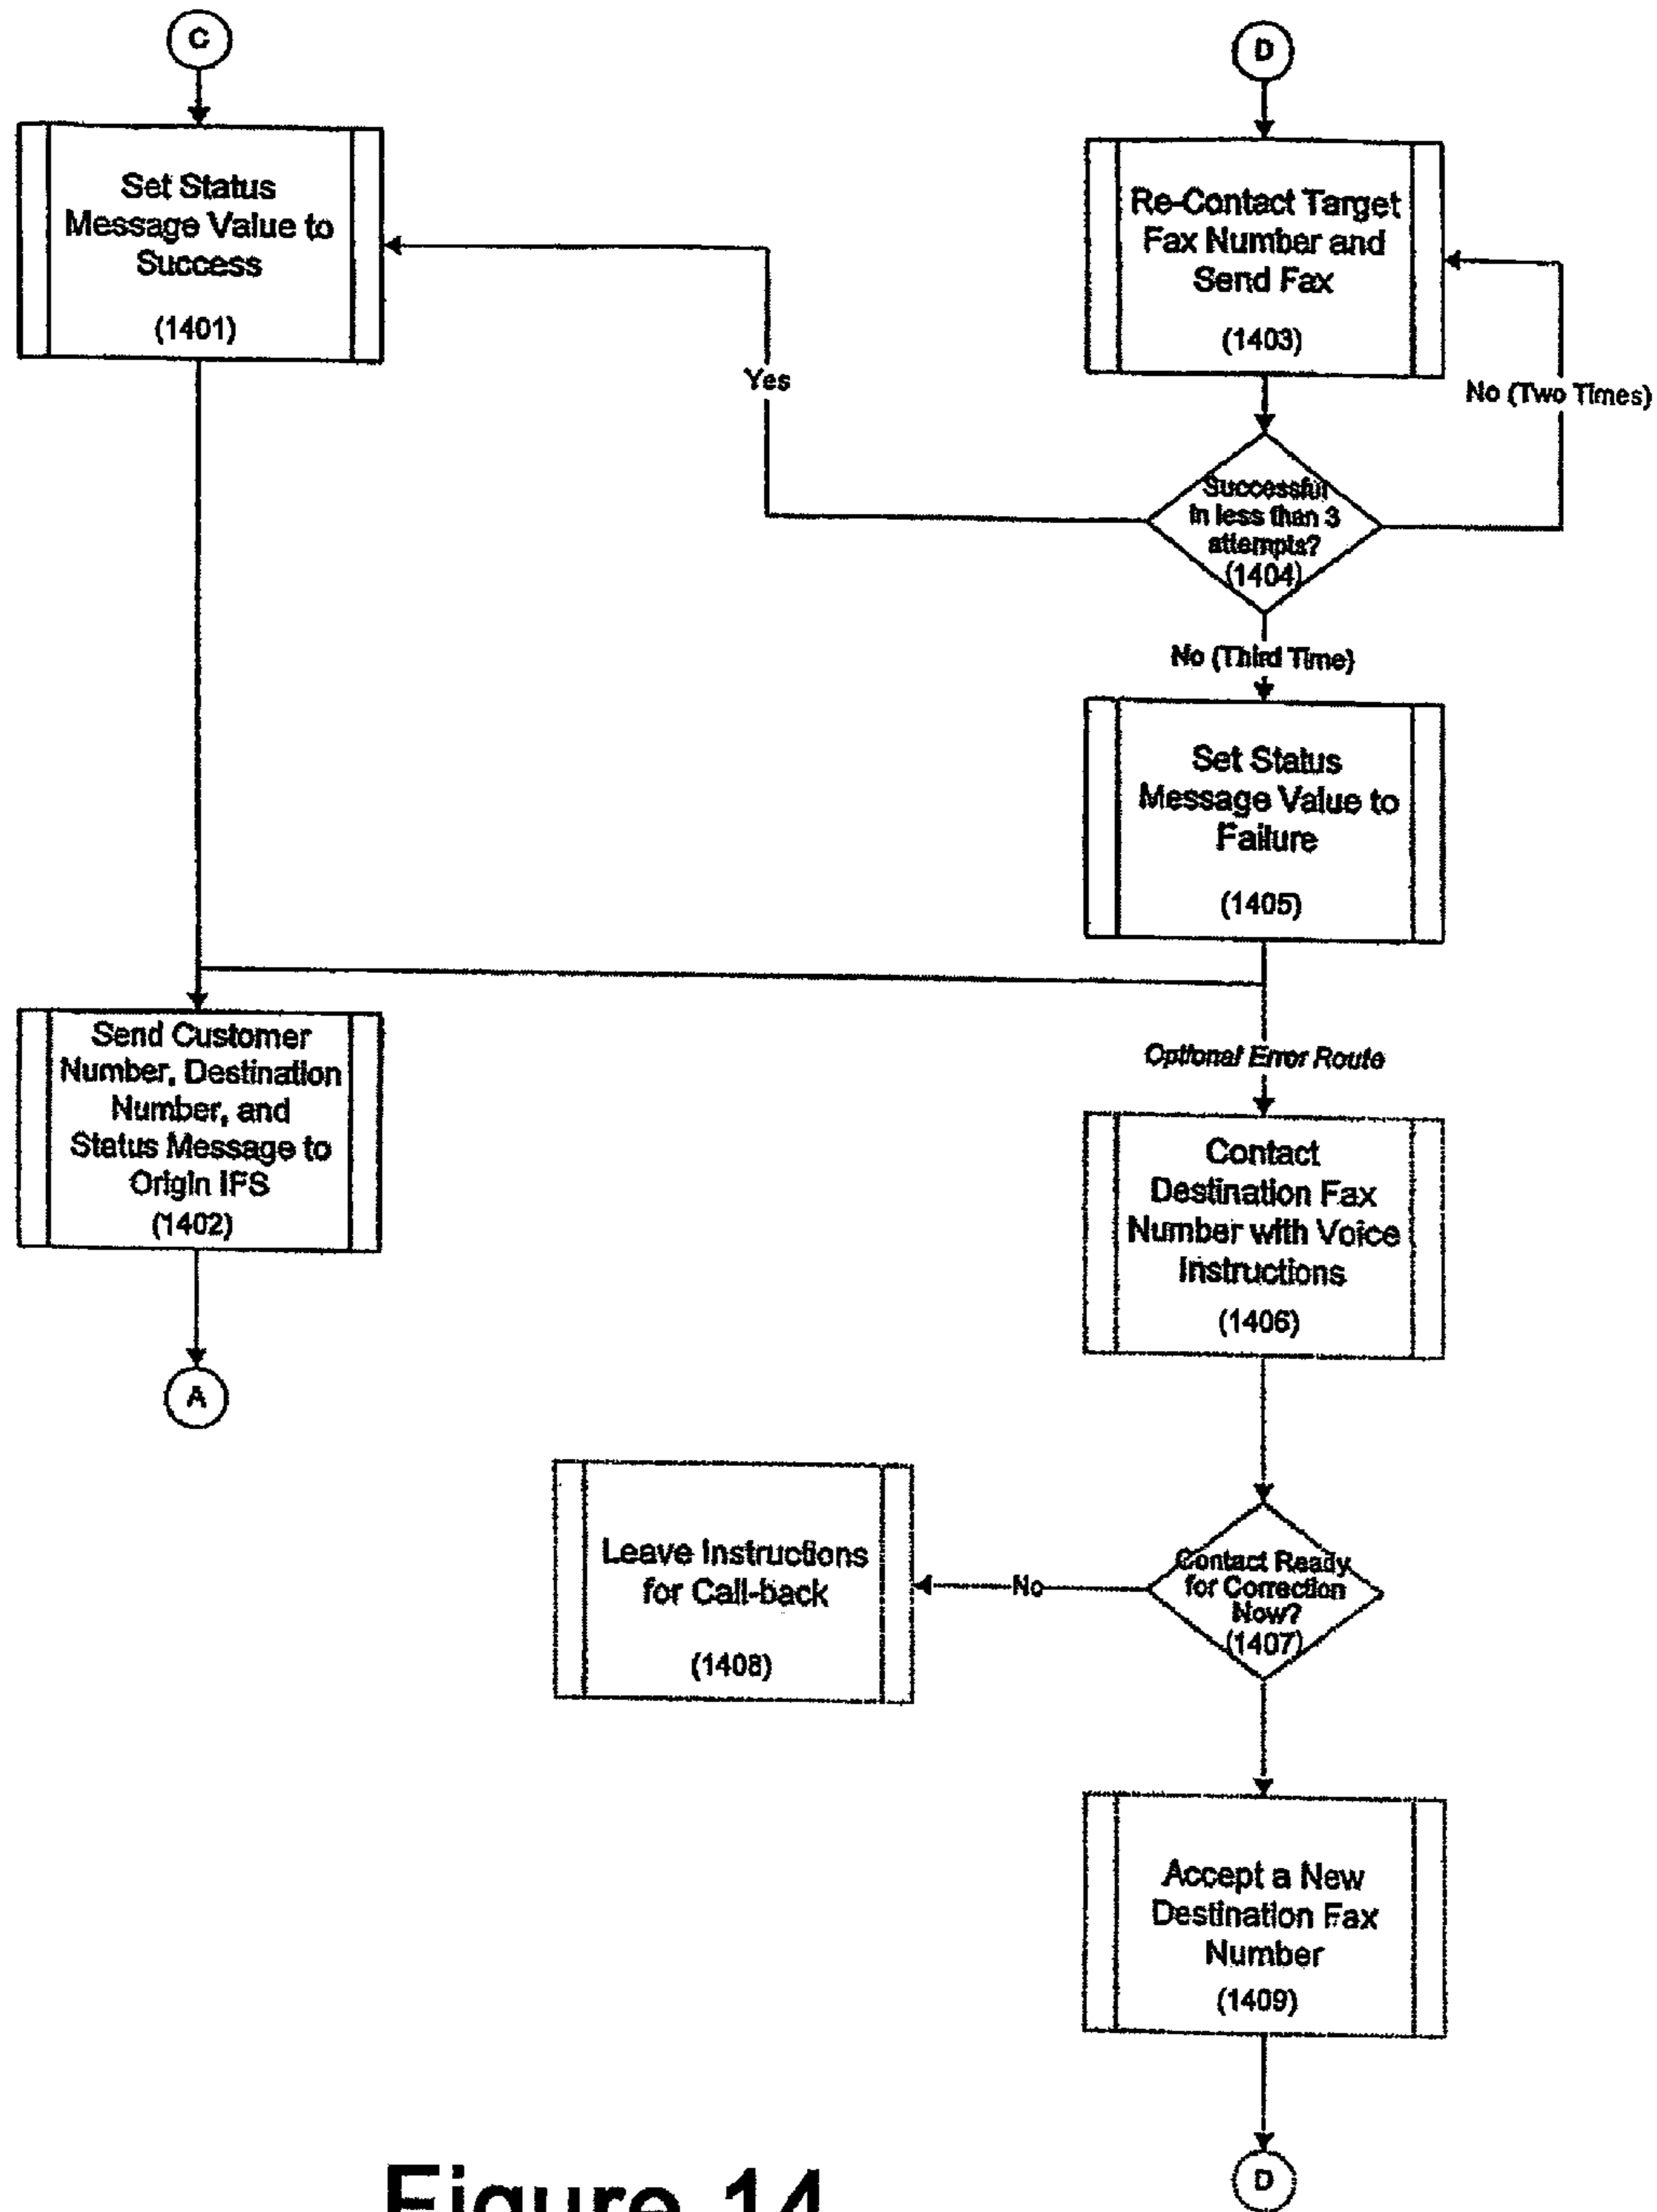 C
Set Status
Message Value to
Success
(1401)
D
Re-Contact Target
Fax Number and
Send Fax
(1403)
Yes
No (Two Times)
Successful
in less than 3
attempts?
(1404)
No (Third Time)
Set Status
Message Value to
Failure
(1405)
Send Customer
Number, Destination
Number, and
Status Message to
Origin IFS
(1402)
A
Optional Error Route
Contact
Destination Fax
Number with Voice
Instructions
(1406)
Contact Ready
for Correction
Now?
(1407)
No
Leave Instructions
for Call-back
(1408)
Accept a New
Destination Fax
Number
(1409)
D
Figure 14